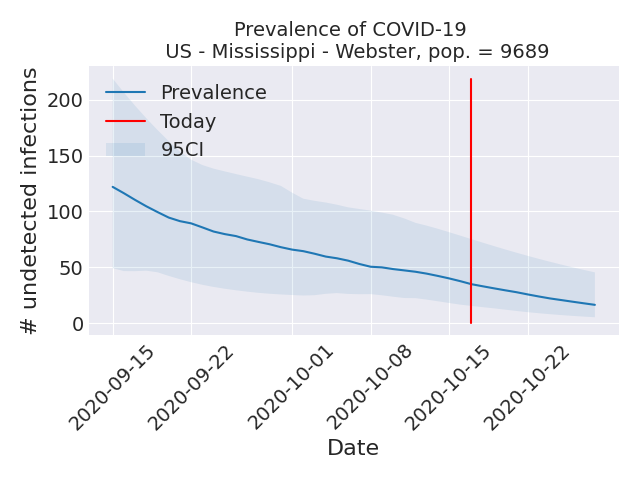 Prevalence of COVID-19
US - Mississippi - Webster, pop. = 9689
# undetected infections
200
150
100
50
0
Prevalence
Today
95CI
2020-09-15
2020-09-22
2020-10-01
2020-10-08
2020-10-15
2020-10-22
Date